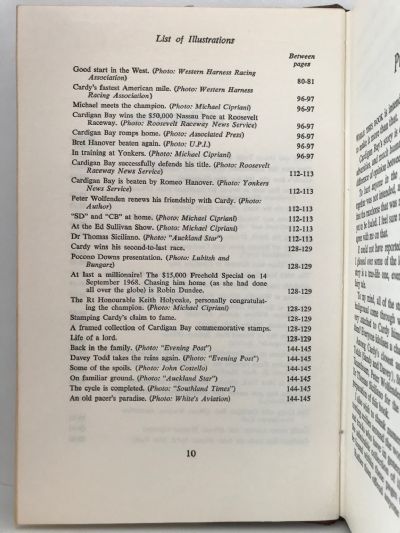 List of Illustrations
Between
pages
Good start in the West. (Photo: Western Harness Racing
Association) 80-81
Cardy's fastest American mile. (Photo: Western Harness
Racing Association) 96-97
Michael meets the champion. (Photo: Michael Cipriani) 96-97
Cardigan Bay wins the $50,000 Nassau Pace at Roosevelt
Raceway. (Photo: Roosevelt Raceway News Service) 96-97
Cardigan Bay romps home. (Photo: Associated Press) 96-97
Bret Hanover beaten again. (Photo: U.P.I.) 96-97
In training at Yonkers. (Photo: Michael Cipriani) 96-97
Cardigan Bay successfully defends his title. (Photo: Roosevelt
Raceway News Service) 112-113
Cardigan Bay is beaten by Romeo Hanover. (Photo: Yonkers
News Service) 112-113
Peter Wolfenden renews his friendship with Cardy. (Photo:
Author) 112-113
"SD" and "CB" at home. (Photo: Michael Cipriani) 112-113
At the Ed Sullivan Show. (Photo: Michael Cipriani) 112-113
Dr Thomas Siciliano. (Photo: "Auckland Star") 112-113
Cardy wins his second-to-last race. 128-129
Pocono Downs presentation. (Photo: Lubitsh and
Bungarz) 128-129
At last a millionaire! The $15,000 Freehold Special on 14
September 1968. Chasing him home (as she had done
all over the globe) is Robin Dundee. 128-129
The Rt Honourable Keith Holyoake, personally congratulat-
ing the champion. (Photo: Michael Cipriani) 128-129
Stamping Cardy's claim to fame. 128-129
A framed collection of Cardigan Bay commemorative stamps. 128-129
Life of a lord. 128-129
Back in the family. (Photo: "Evening Post") 144-145
Davey Todd takes the reins again. (Photo: "Evening Post") 144-145
Some of the spoils. (Photo: John Costello) 144-145
On familiar ground. (Photo: "Auckland Star") 144-145
The cycle is completed. (Photo: "Southland Times") 144-145
An old pacer's paradise. (Photo: White's Aviation) 144-145
10